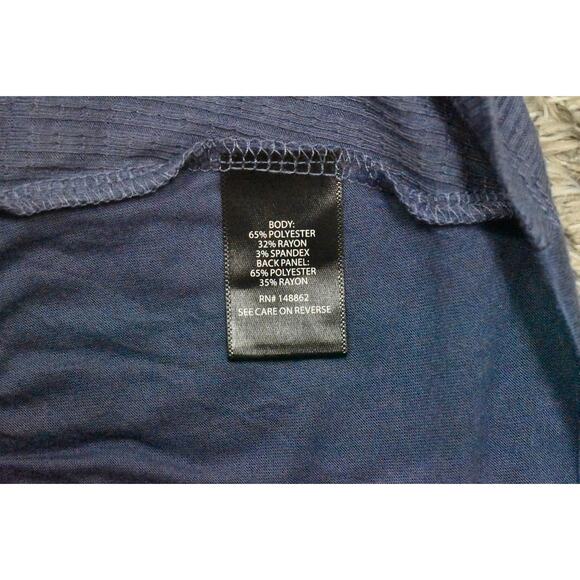 BODY:
65% POLYESTER
32% RAYON
3% SPANDEX
BACK PANEL:
65% POLYESTER
35% RAYON
RN# 148862
SEE CARE ON REVERSE